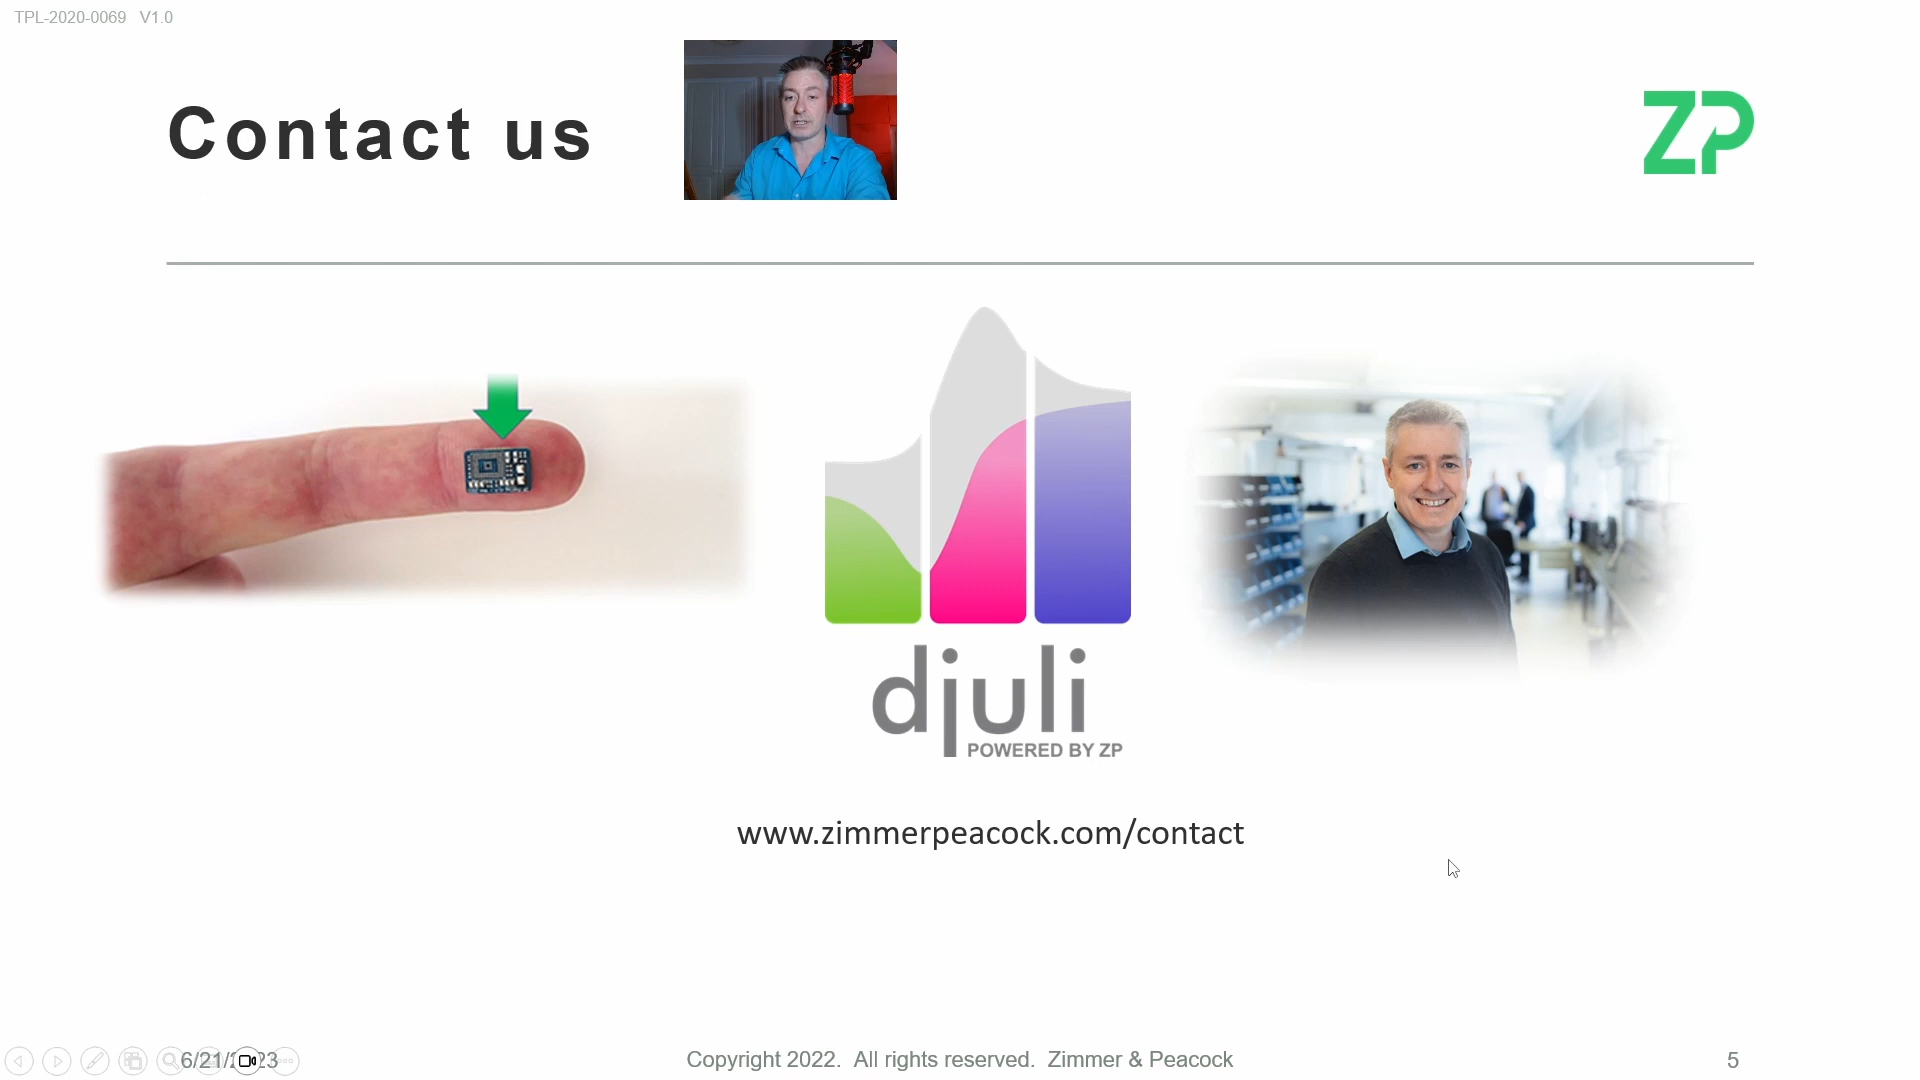 TPL-2020-0069 V1.0
Contact us
ZP
djuli
POWERED BY ZP
www.zimmerpeacock.com/contact
Copyright 2022. All rights reserved. Zimmer & Peacock
5